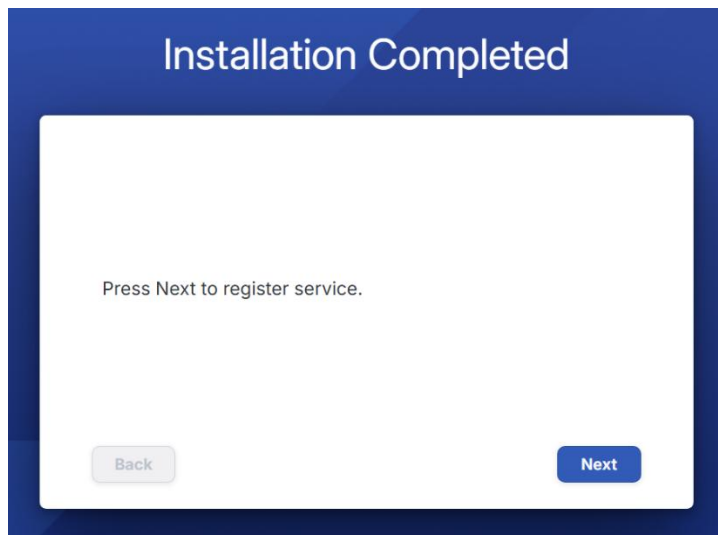 Installation Completed
Press Next to register service.
Back
Next